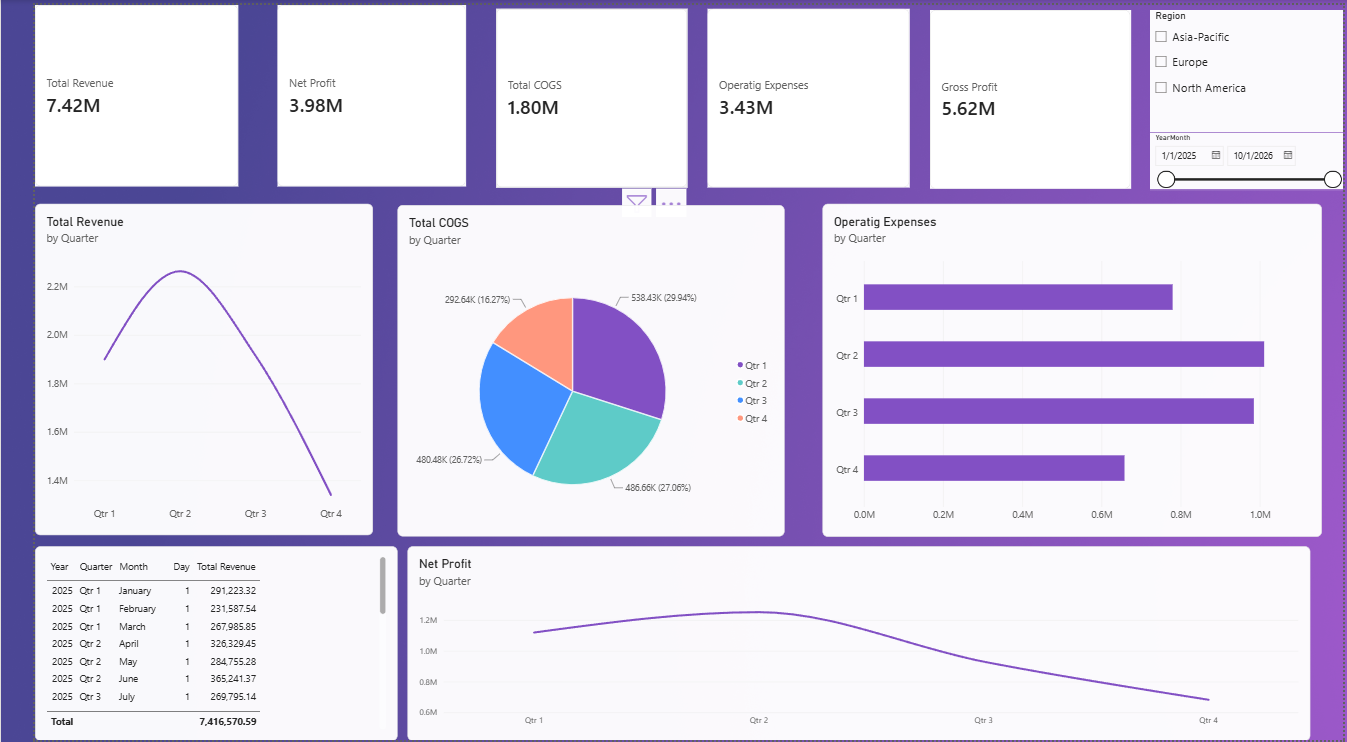 Total Revenue
7.42M
Net Profit
3.98M
Total COGS
1.80M
Operatig Expenses
3.43M
Gross Profit
5.62M
Region
Asia-Pacific
Europe
North America
YearMonth
1/1/2025 10/1/2026
Total Revenue
by Quarter
2.2M
2.0M
1.8M
1.6M
1.4M
Qtr 1 Qtr 2 Qtr 3 Qtr 4
Total COGS
by Quarter
292.64K (16.27%)
538.43K (29.94%)
480.48K (26.72%)
486.66K (27.06%)
Qtr 1
Qtr 2
Qtr 3
Qtr 4
Operatig Expenses
by Quarter
Qtr 1
Qtr 2
Qtr 3
Qtr 4
0.0M 0.2M 0.4M 0.6M 0.8M 1.0M
Year Quarter Month Day Total Revenue
2025 Qtr 1 January 1 291,223.32
2025 Qtr 1 February 1 231,587.54
2025 Qtr 1 March 1 267,985.85
2025 Qtr 2 April 1 326,329.45
2025 Qtr 2 May 1 284,755.28
2025 Qtr 2 June 1 365,241.37
2025 Qtr 3 July 1 269,795.14
Total 7,416,570.59
Net Profit
by Quarter
1.2M
1.0M
0.8M
0.6M
Qtr 1 Qtr 2 Qtr 3 Qtr 4